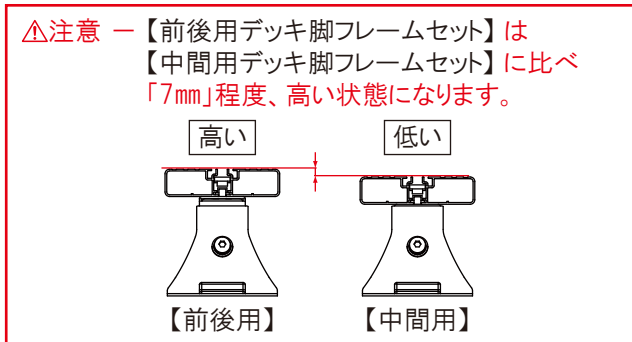 ⚠注意 － 【前後用デッキ脚フレームセット】 は
【中間用デッキ脚フレームセット】 に比べ
「7㎜」程度、高い状態になります。
高い 低い
【前後用】 【中間用】